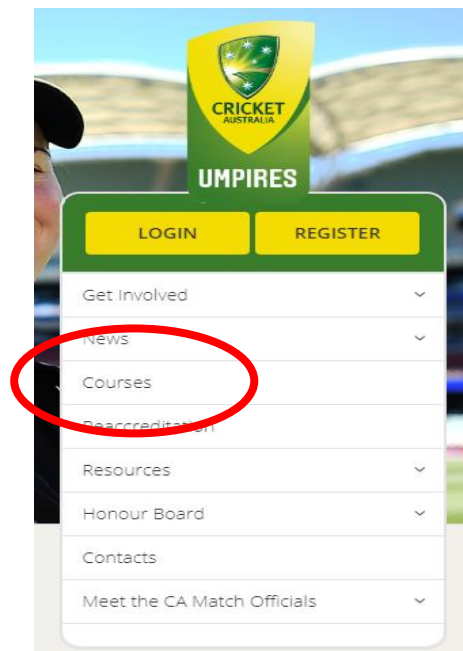 CRICKET
AUSTRALIA
UMPIRES
LOGIN REGISTER
Get Involved
News
Courses
Reaccreditation
Resources
Honour Board
Contacts
Meet the CA Match Officials